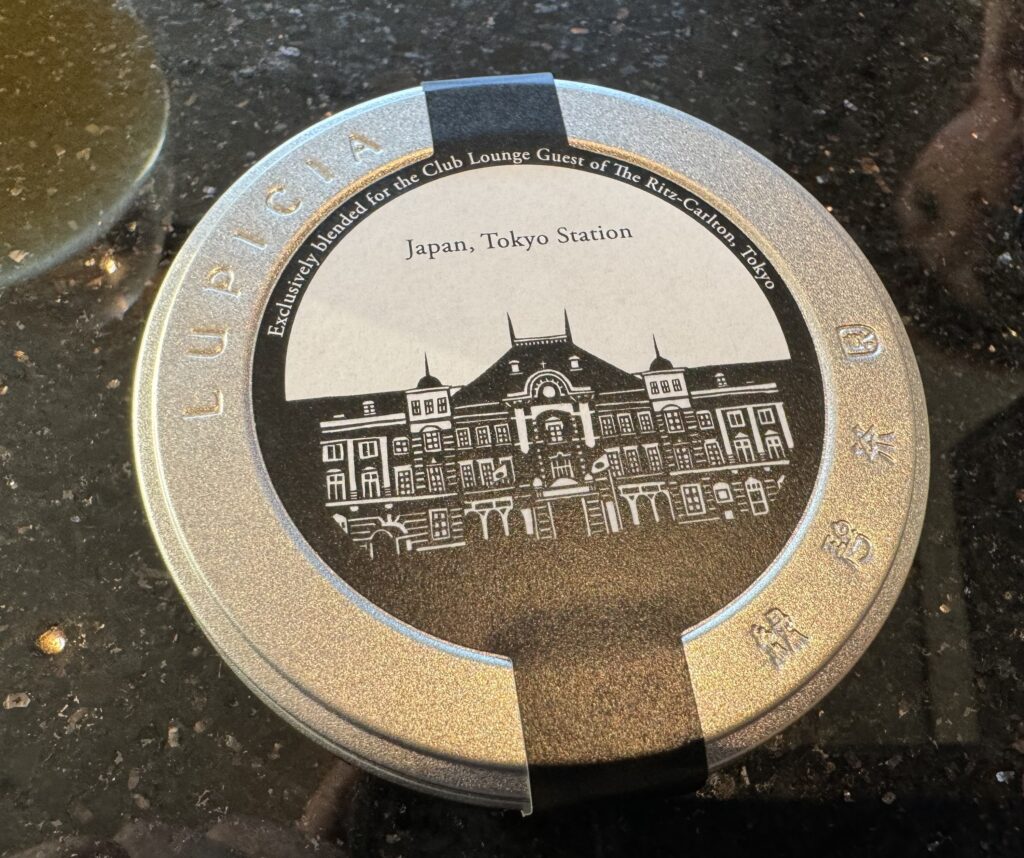 LUPICIA
Exclusively blended for the Club Lounge Guest of The Ritz-Carlton, Tokyo
Japan, Tokyo Station